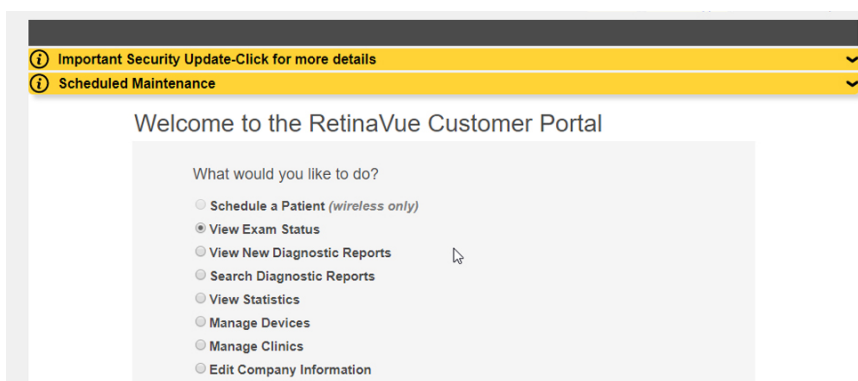 Important Security Update-Click for more details
Scheduled Maintenance
Welcome to the RetinaVue Customer Portal
What would you like to do?
Schedule a Patient (wireless only)
View Exam Status
View New Diagnostic Reports
Search Diagnostic Reports
View Statistics
Manage Devices
Manage Clinics
Edit Company Information